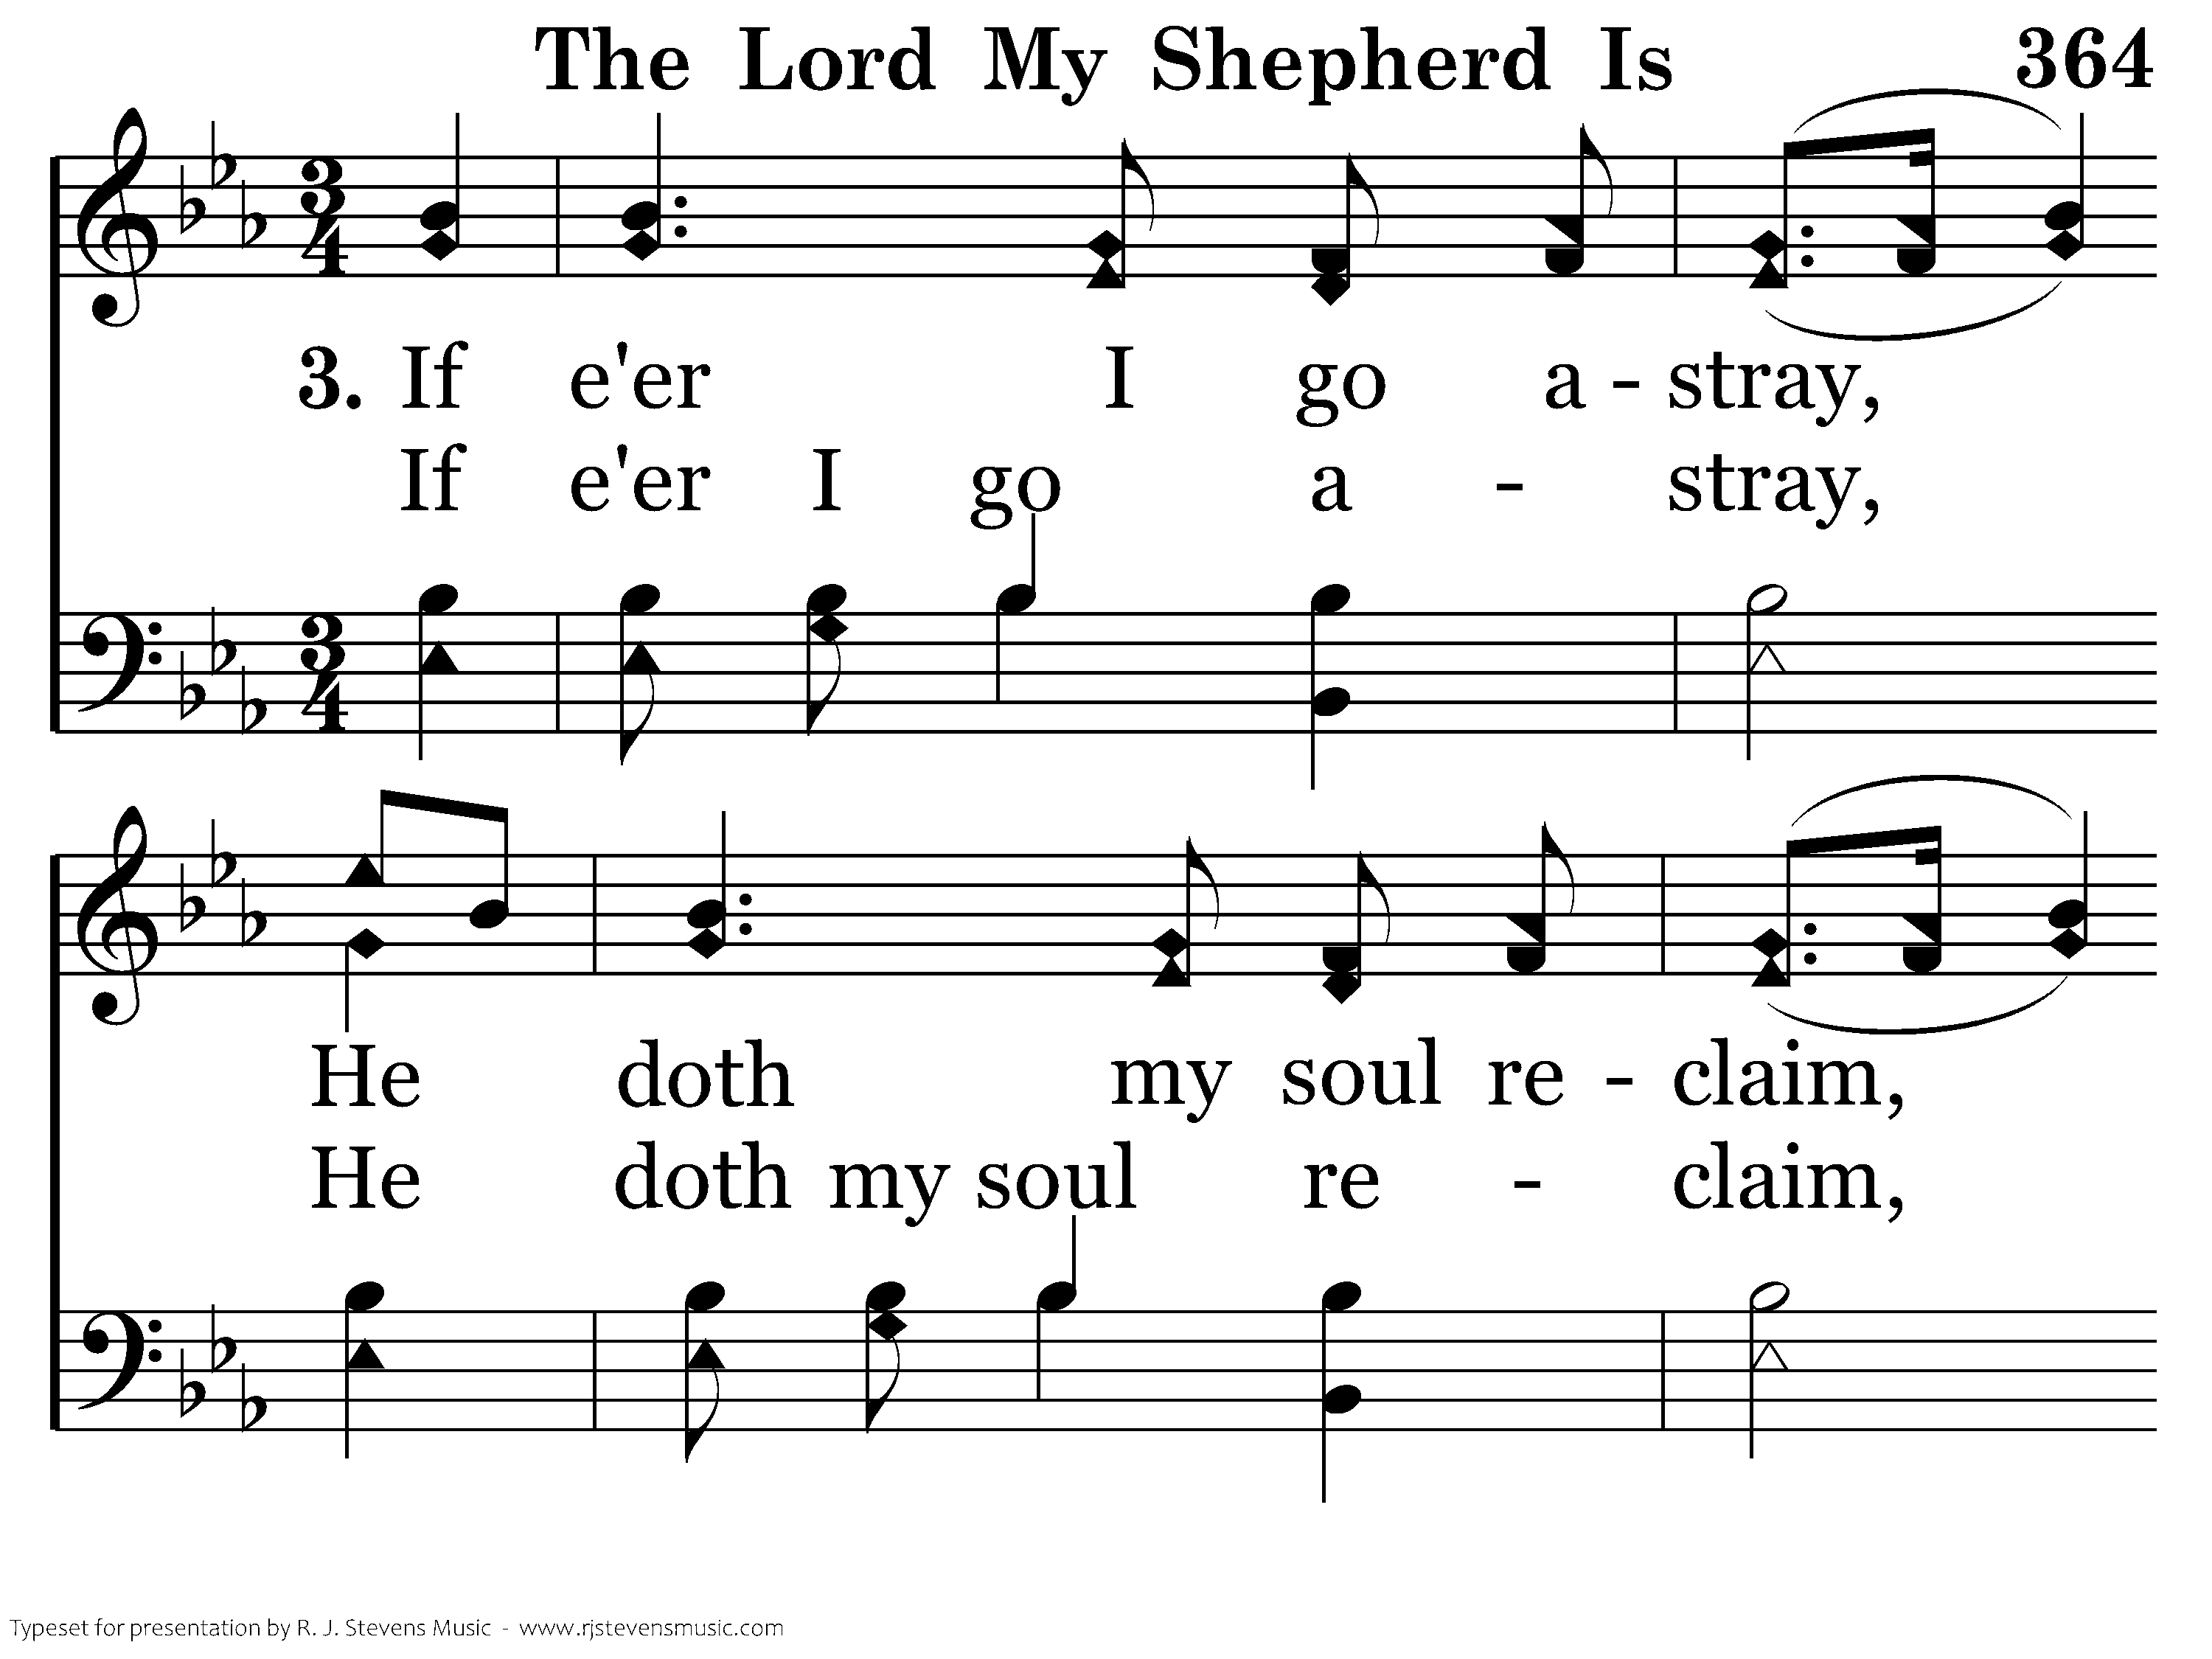 The Lord My Shepherd Is 364
3. If e'er I go a - stray,
If e'er I go a - stray,
He doth my soul re - claim,
He doth my soul re - claim,
Typeset for presentation by R. J. Stevens Music - www.rjstevensmusic.com